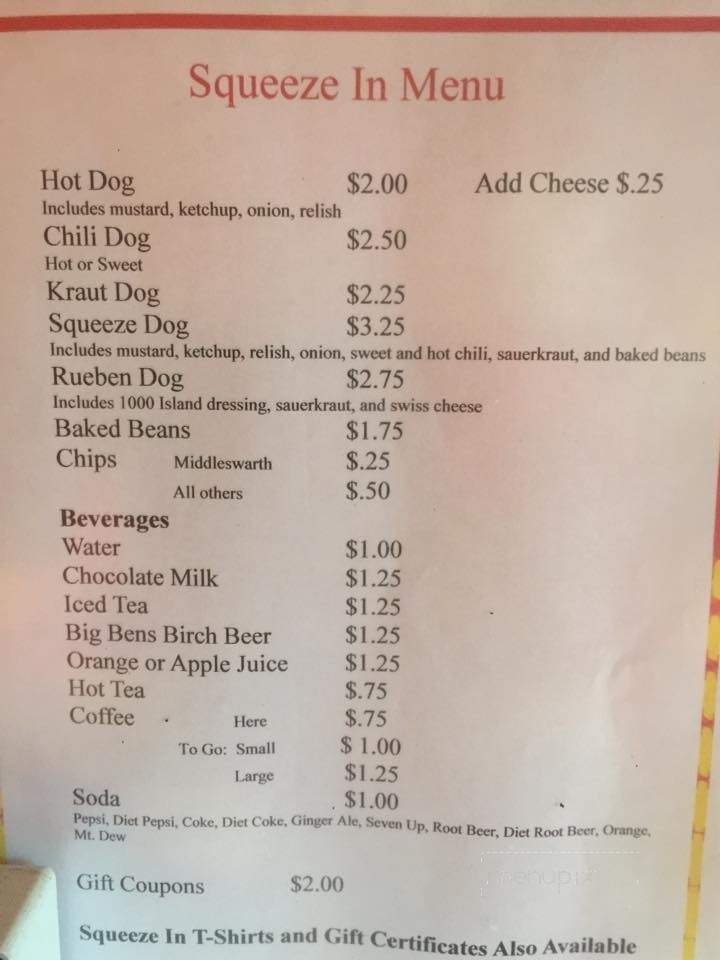 Squeeze In Menu
Hot Dog $2.00 Add Cheese $.25
Includes mustard, ketchup, onion, relish
Chili Dog $2.50
Hot or Sweet
Kraut Dog $2.25
Squeeze Dog $3.25
Includes mustard, ketchup, relish, onion, sweet and hot chili, sauerkraut, and baked beans
Rueben Dog $2.75
Includes 1000 Island dressing, sauerkraut, and swiss cheese
Baked Beans $1.75
Chips Middleswarth $.25
All others $.50
Beverages
Water $1.00
Chocolate Milk $1.25
Iced Tea $1.25
Big Bens Birch Beer $1.25
Orange or Apple Juice $1.25
Hot Tea $.75
Coffee Here $.75
To Go: Small $ 1.00
Large $1.25
Soda $1.00
Pepsi, Diet Pepsi, Coke, Diet Coke, Ginger Ale, Seven Up, Root Beer, Diet Root Beer, Orange,
Mt. Dew
menupix
Gift Coupons $2.00
Squeeze In T-Shirts and Gift Certificates Also Available